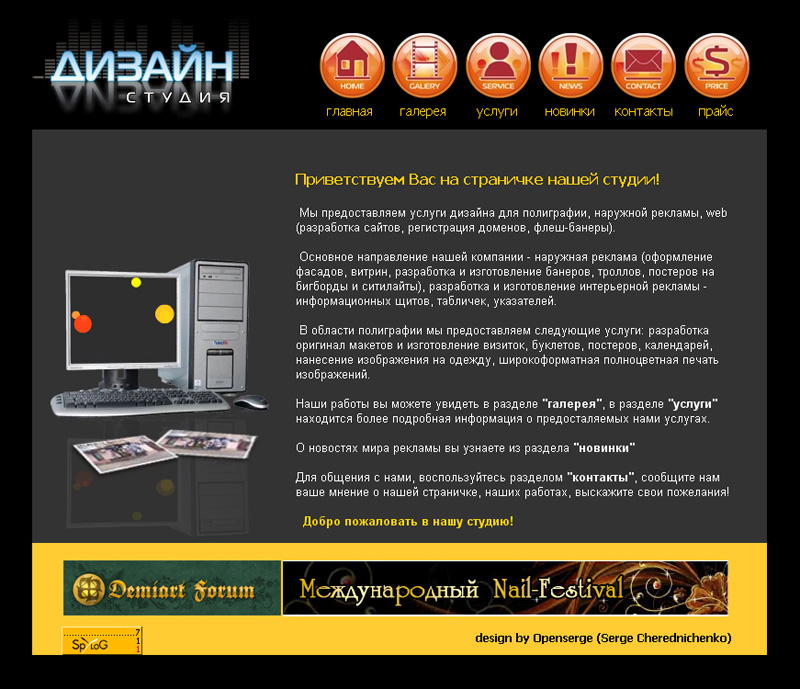 ДИЗАЙН
СТУДИЯ
HOME
GALERY
SERVICE
NEWS
CONTACT
PRICE
главная
галерея
услуги
новинки
контакты
прайс
Приветствуем Вас на страничке нашей студии!
Мы предоставляем услуги дизайна для полиграфии, наружной рекламы, web
(разработка сайтов, регистрация доменов, флеш-банеры).
Основное направление нашей компании - наружная реклама (оформление
фасадов, витрин, разработка и изготовление банеров, троллов, постеров на
бигборды и ситилайты), разработка и изготовление интерьерной рекламы -
информационных щитов, табличек, указателей.
В области полиграфии мы предоставляем следующие услуги: разработка
оригинал макетов и изготовление визиток, буклетов, постеров, календарей,
нанесение изображения на одежду, широкоформатная полноцветная печать
изображений.
Наши работы вы можете увидеть в разделе "галерея", в разделе "услуги"
находится более подробная информация о предосталяемых нами услугах.
О новостях мира рекламы вы узнаете из раздела "новинки"
Для общения с нами, воспользуйтесь разделом "контакты", сообщите нам
ваше мнение о нашей страничке, наших работах, выскажите свои пожелания!
Добро пожаловать в нашу студию!
Demiart Forum
Международный Nail-Festival
7
SpyLOG 1
1
design by Openserge (Serge Cherednichenko)